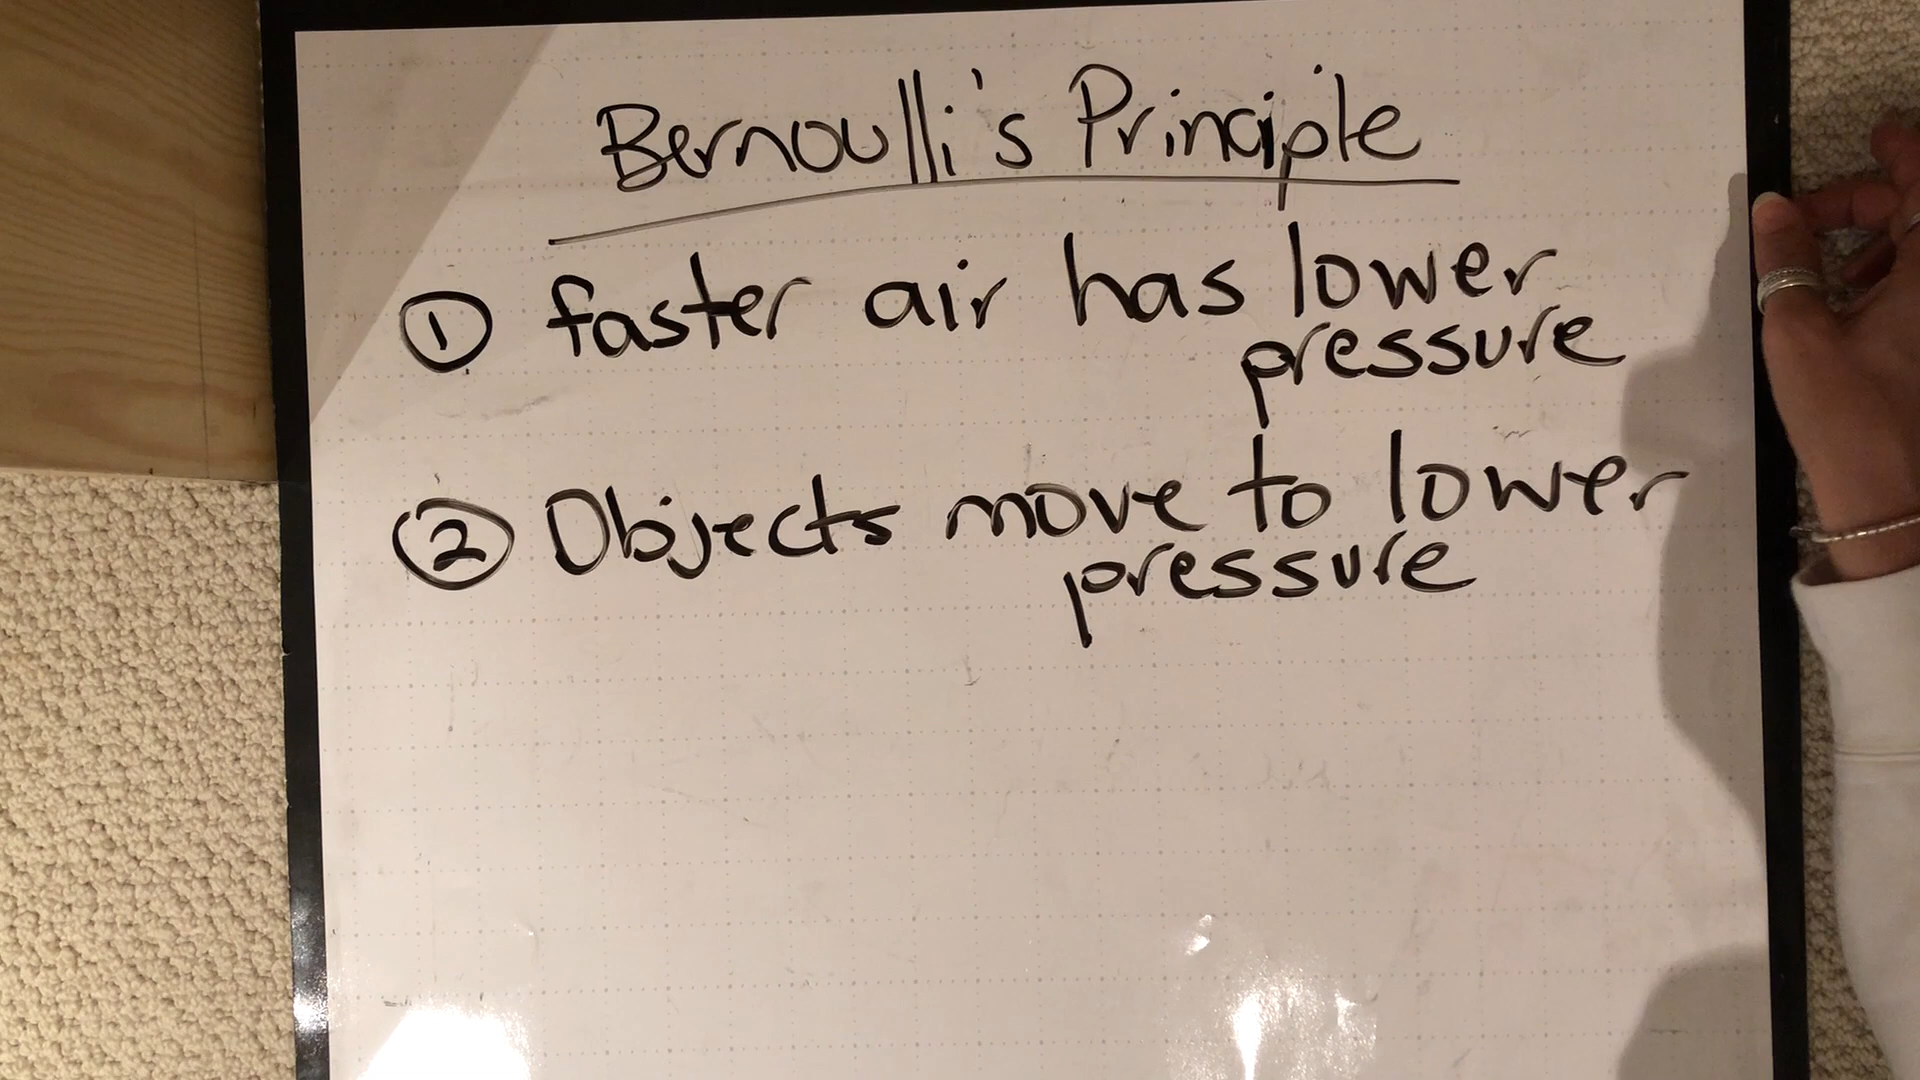 Bernoulli's Principle
① faster air has lower
pressure
② Objects move to lower
pressure